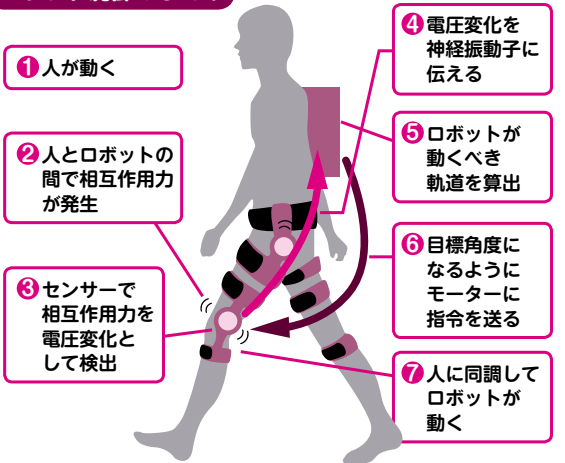 ❶人が動く
❷人とロボットの
間で相互作用力
が発生
❸センサーで
相互作用力を
電圧変化と
して検出
❹電圧変化を
神経振動子に
伝える
❺ロボットが
動くべき
軌道を算出
❻目標角度に
なるように
モーターに
指令を送る
❼人に同調して
ロボットが
動く